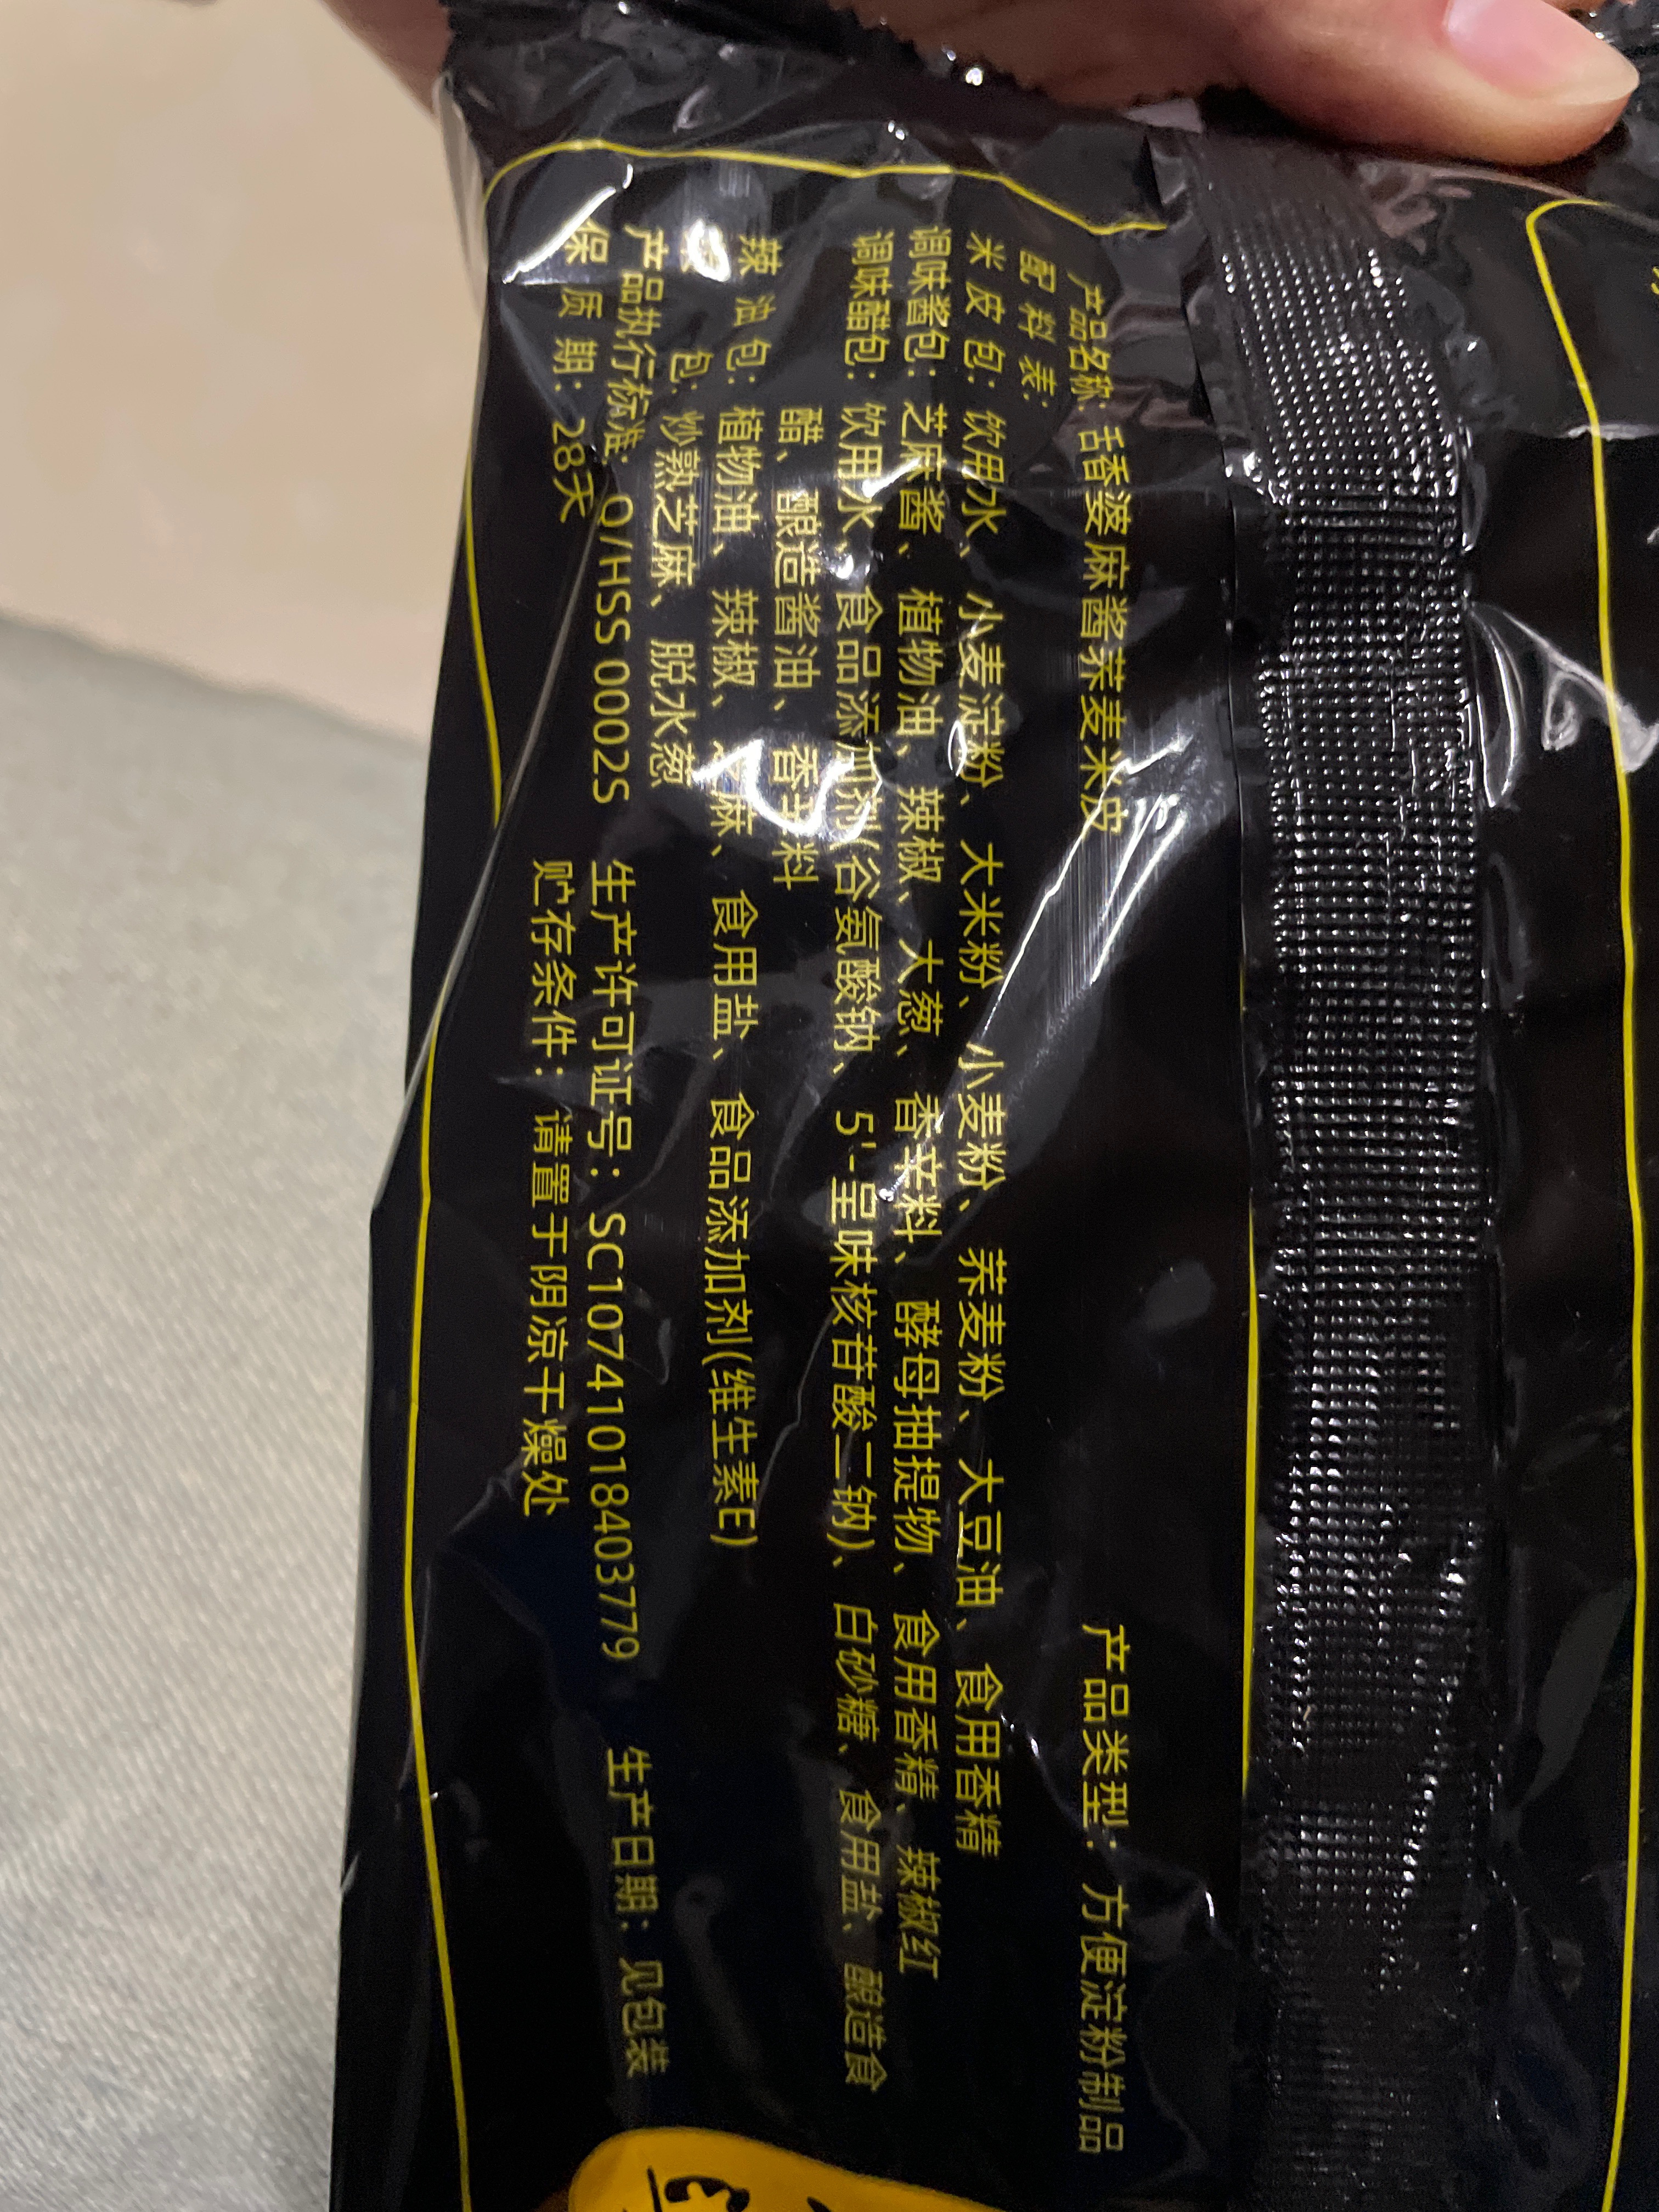 产品名称: 舌香婆麻酱荞麦米皮 产品类型: 方便淀粉制品
配料表:
米皮包: 饮用水、小麦淀粉、大米粉、小麦粉、荞麦粉、大豆油、食用香精
调味酱包: 芝麻酱、植物油、辣椒、大葱、香辛料、酵母抽提物、食用香精、辣椒红
调味醋包: 饮用水、食品添加剂(谷氨酸钠、5'-呈味核苷酸二钠)、白砂糖、食用盐、酿造食
醋、酿造酱油、香辛料
辣油包: 植物油、辣椒、芝麻、食用盐、食品添加剂(维生素E)
包: 炒熟芝麻、脱水葱
产品执行标准: Q/HSS 0002S 生产许可证号: SC10741018403779 生产日期: 见包装
保质期: 28天 贮存条件: 请置于阴凉干燥处